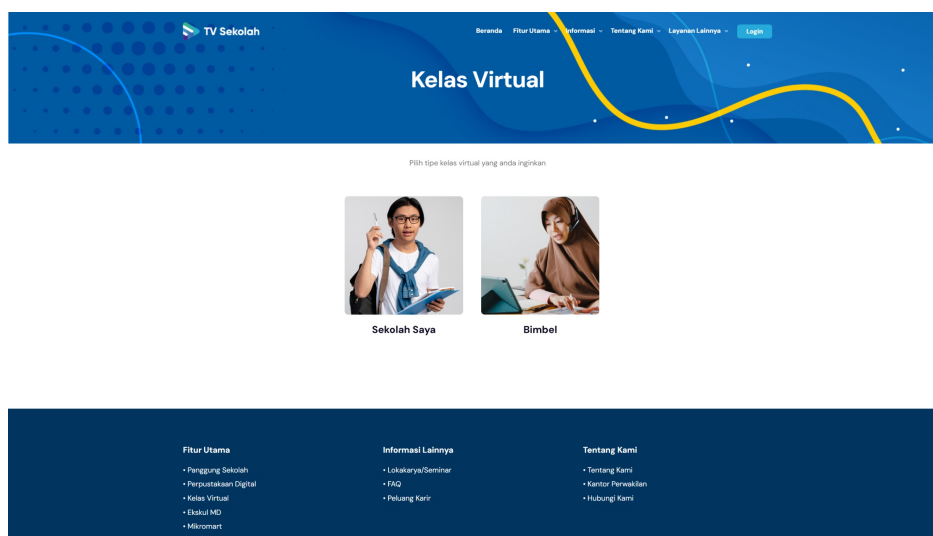 TV Sekolah
Beranda Fitur Utama Informasi Tentang Kami Layanan Lainnya Login
Kelas Virtual
Pilih tipe kelas virtual yang anda inginkan
Sekolah Saya Bimbel
Fitur Utama
• Panggung Sekolah
• Perpustakaan Digital
• Kelas Virtual
• Ekskul MD
• Mikromart
Informasi Lainnya
• Lokakarya/Seminar
• FAQ
• Peluang Karir
Tentang Kami
• Tentang Kami
• Kantor Perwakilan
• Hubungi Kami